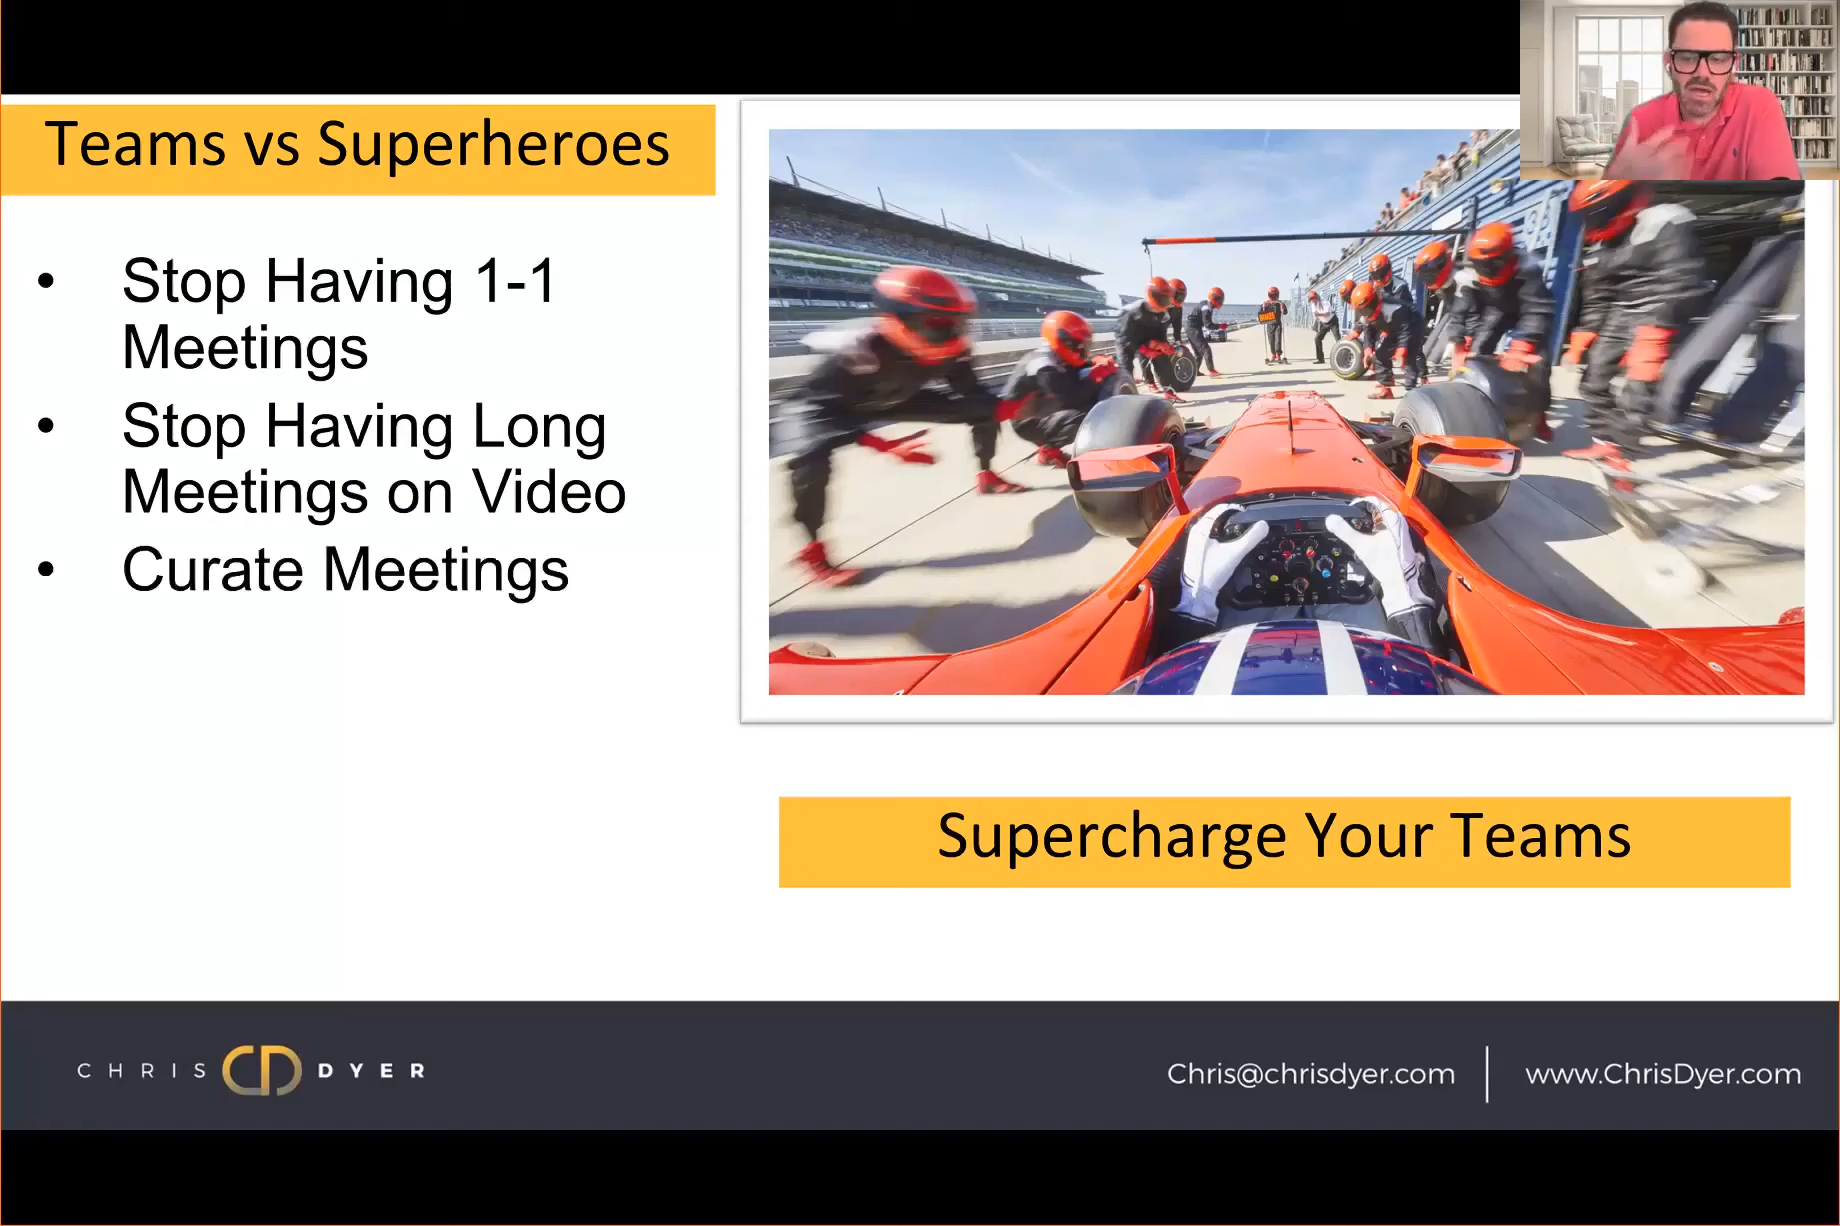 Teams vs Superheroes
• Stop Having 1-1
Meetings
• Stop Having Long
Meetings on Video
• Curate Meetings
Supercharge Your Teams
CHRIS CD DYER
Chris@chrisdyer.com | www.ChrisDyer.com